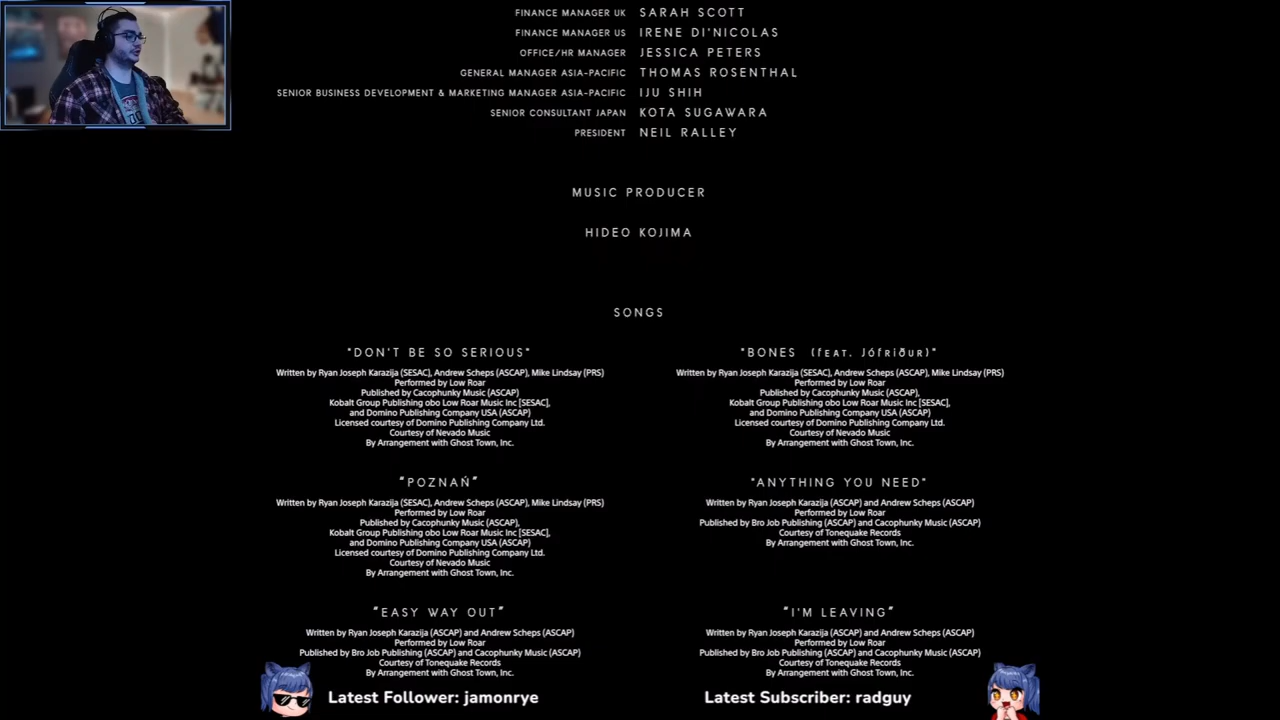 FINANCE MANAGER UK SARAH SCOTT
FINANCE MANAGER US IRENE DI'NICOLAS
OFFICE/HR MANAGER JESSICA PETERS
GENERAL MANAGER ASIA-PACIFIC THOMAS ROSENTHAL
SENIOR BUSINESS DEVELOPMENT & MARKETING MANAGER ASIA-PACIFIC IJU SHIH
SENIOR CONSULTANT JAPAN KOTA SUGAWARA
PRESIDENT NEIL RALLEY
MUSIC PRODUCER
HIDEO KOJIMA
SONGS
"DON'T BE SO SERIOUS"
Written by Ryan Joseph Karazija (SESAC), Andrew Scheps (ASCAP), Mike Lindsay (PRS)
Performed by Low Roar
Published by Cacophunky Music (ASCAP)
Kobalt Group Publishing obo Low Roar Music Inc [SESAC],
and Domino Publishing Company USA (ASCAP)
Licensed courtesy of Domino Publishing Company Ltd.
Courtesy of Nevado Music
By Arrangement with Ghost Town, Inc.
"BONES (fEAT. Jófríður)"
Written by Ryan Joseph Karazija (SESAC), Andrew Scheps (ASCAP), Mike Lindsay (PRS)
Performed by Low Roar
Published by Cacophunky Music (ASCAP),
Kobalt Group Publishing obo Low Roar Music Inc [SESAC],
and Domino Publishing Company USA (ASCAP)
Licensed courtesy of Domino Publishing Company Ltd.
Courtesy of Nevado Music
By Arrangement with Ghost Town, Inc.
"POZNAŃ"
Written by Ryan Joseph Karazija (SESAC), Andrew Scheps (ASCAP), Mike Lindsay (PRS)
Performed by Low Roar
Published by Cacophunky Music (ASCAP),
Kobalt Group Publishing obo Low Roar Music Inc [SESAC],
and Domino Publishing Company USA (ASCAP)
Licensed courtesy of Domino Publishing Company Ltd.
Courtesy of Nevado Music
By Arrangement with Ghost Town, Inc.
"ANYTHING YOU NEED"
Written by Ryan Joseph Karazija (ASCAP) and Andrew Scheps (ASCAP)
Performed by Low Roar
Published by Bro Job Publishing (ASCAP) and Cacophunky Music (ASCAP)
Courtesy of Tonequake Records
By Arrangement with Ghost Town, Inc.
"EASY WAY OUT"
Written by Ryan Joseph Karazija (ASCAP) and Andrew Scheps (ASCAP)
Performed by Low Roar
Published by Bro Job Publishing (ASCAP) and Cacophunky Music (ASCAP)
Courtesy of Tonequake Records
By Arrangement with Ghost Town, Inc.
"I'M LEAVING"
Written by Ryan Joseph Karazija (ASCAP) and Andrew Scheps (ASCAP)
Performed by Low Roar
Published by Bro Job Publishing (ASCAP) and Cacophunky Music (ASCAP)
Courtesy of Tonequake Records
By Arrangement with Ghost Town, Inc.
Latest Follower: jamonrye
Latest Subscriber: radguy